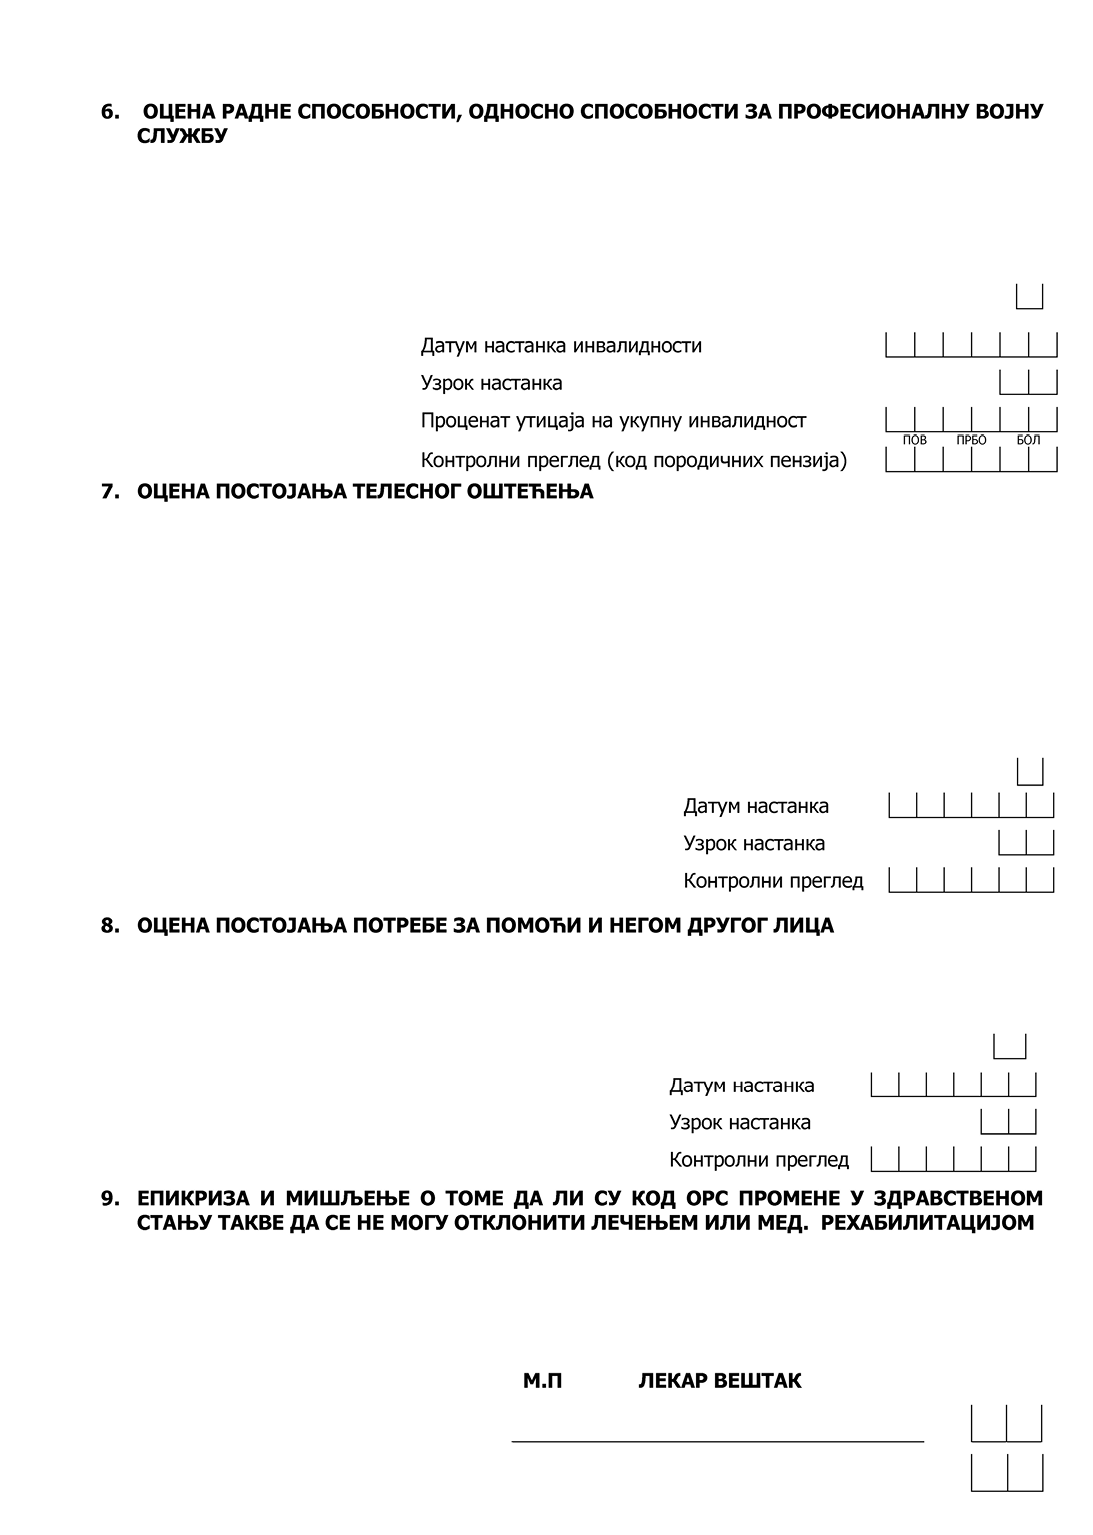 6. ОЦЕНА РАДНЕ СПОСОБНОСТИ, ОДНОСНО СПОСОБНОСТИ ЗА ПРОФЕСИОНАЛНУ ВОЈНУ
СЛУЖБУ
Датум настанка инвалидности
Узрок настанка
Проценат утицаја на укупну инвалидност
ПОВ ПРБО БОЛ
Контролни преглед (код породичних пензија)
7. ОЦЕНА ПОСТОЈАЊА ТЕЛЕСНОГ ОШТЕЋЕЊА
Датум настанка
Узрок настанка
Контролни преглед
8. ОЦЕНА ПОСТОЈАЊА ПОТРЕБЕ ЗА ПОМОЋИ И НЕГОМ ДРУГОГ ЛИЦА
Датум настанка
Узрок настанка
Контролни преглед
9. ЕПИКРИЗА И МИШЉЕЊЕ О ТОМЕ ДА ЛИ СУ КОД ОРС ПРОМЕНЕ У ЗДРАВСТВЕНОМ
СТАЊУ ТАКВЕ ДА СЕ НЕ МОГУ ОТКЛОНИТИ ЛЕЧЕЊЕМ ИЛИ МЕД. РЕХАБИЛИТАЦИЈОМ
М.П ЛЕКАР ВЕШТАК